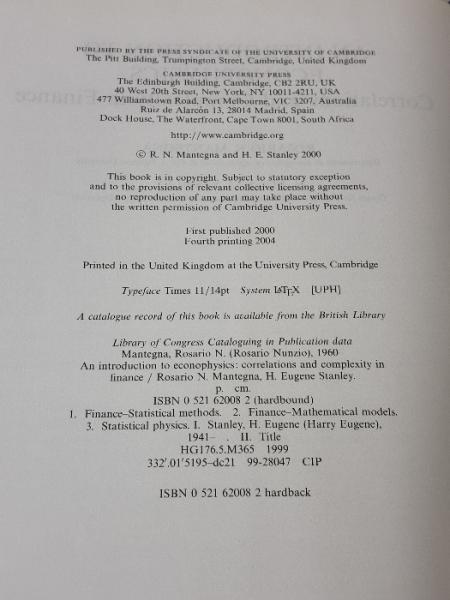 PUBLISHED BY THE PRESS SYNDICATE OF THE UNIVERSITY OF CAMBRIDGE
The Pitt Building, Trumpington Street, Cambridge, United Kingdom
CAMBRIDGE UNIVERSITY PRESS
The Edinburgh Building, Cambridge, CB2 2RU, UK
40 West 20th Street, New York, NY 10011-4211, USA
477 Williamstown Road, Port Melbourne, VIC 3207, Australia
Ruiz de Alarcón 13, 28014 Madrid, Spain
Dock House, The Waterfront, Cape Town 8001, South Africa
http://www.cambridge.org
© R. N. Mantegna and H. E. Stanley 2000
This book is in copyright. Subject to statutory exception
and to the provisions of relevant collective licensing agreements,
no reproduction of any part may take place without
the written permission of Cambridge University Press.
First published 2000
Fourth printing 2004
Printed in the United Kingdom at the University Press, Cambridge
Typeface Times 11/14pt System LATEX [UPH]
A catalogue record of this book is available from the British Library
Library of Congress Cataloguing in Publication data
Mantegna, Rosario N. (Rosario Nunzio), 1960
An introduction to econophysics: correlations and complexity in
finance / Rosario N. Mantegna, H. Eugene Stanley.
p. cm.
ISBN 0 521 62008 2 (hardbound)
1. Finance–Statistical methods. 2. Finance–Mathematical models.
3. Statistical physics. I. Stanley, H. Eugene (Harry Eugene),
1941– . II. Title
HG176.5.M365 1999
332'.01'5195–dc21 99-28047 CIP
ISBN 0 521 62008 2 hardback